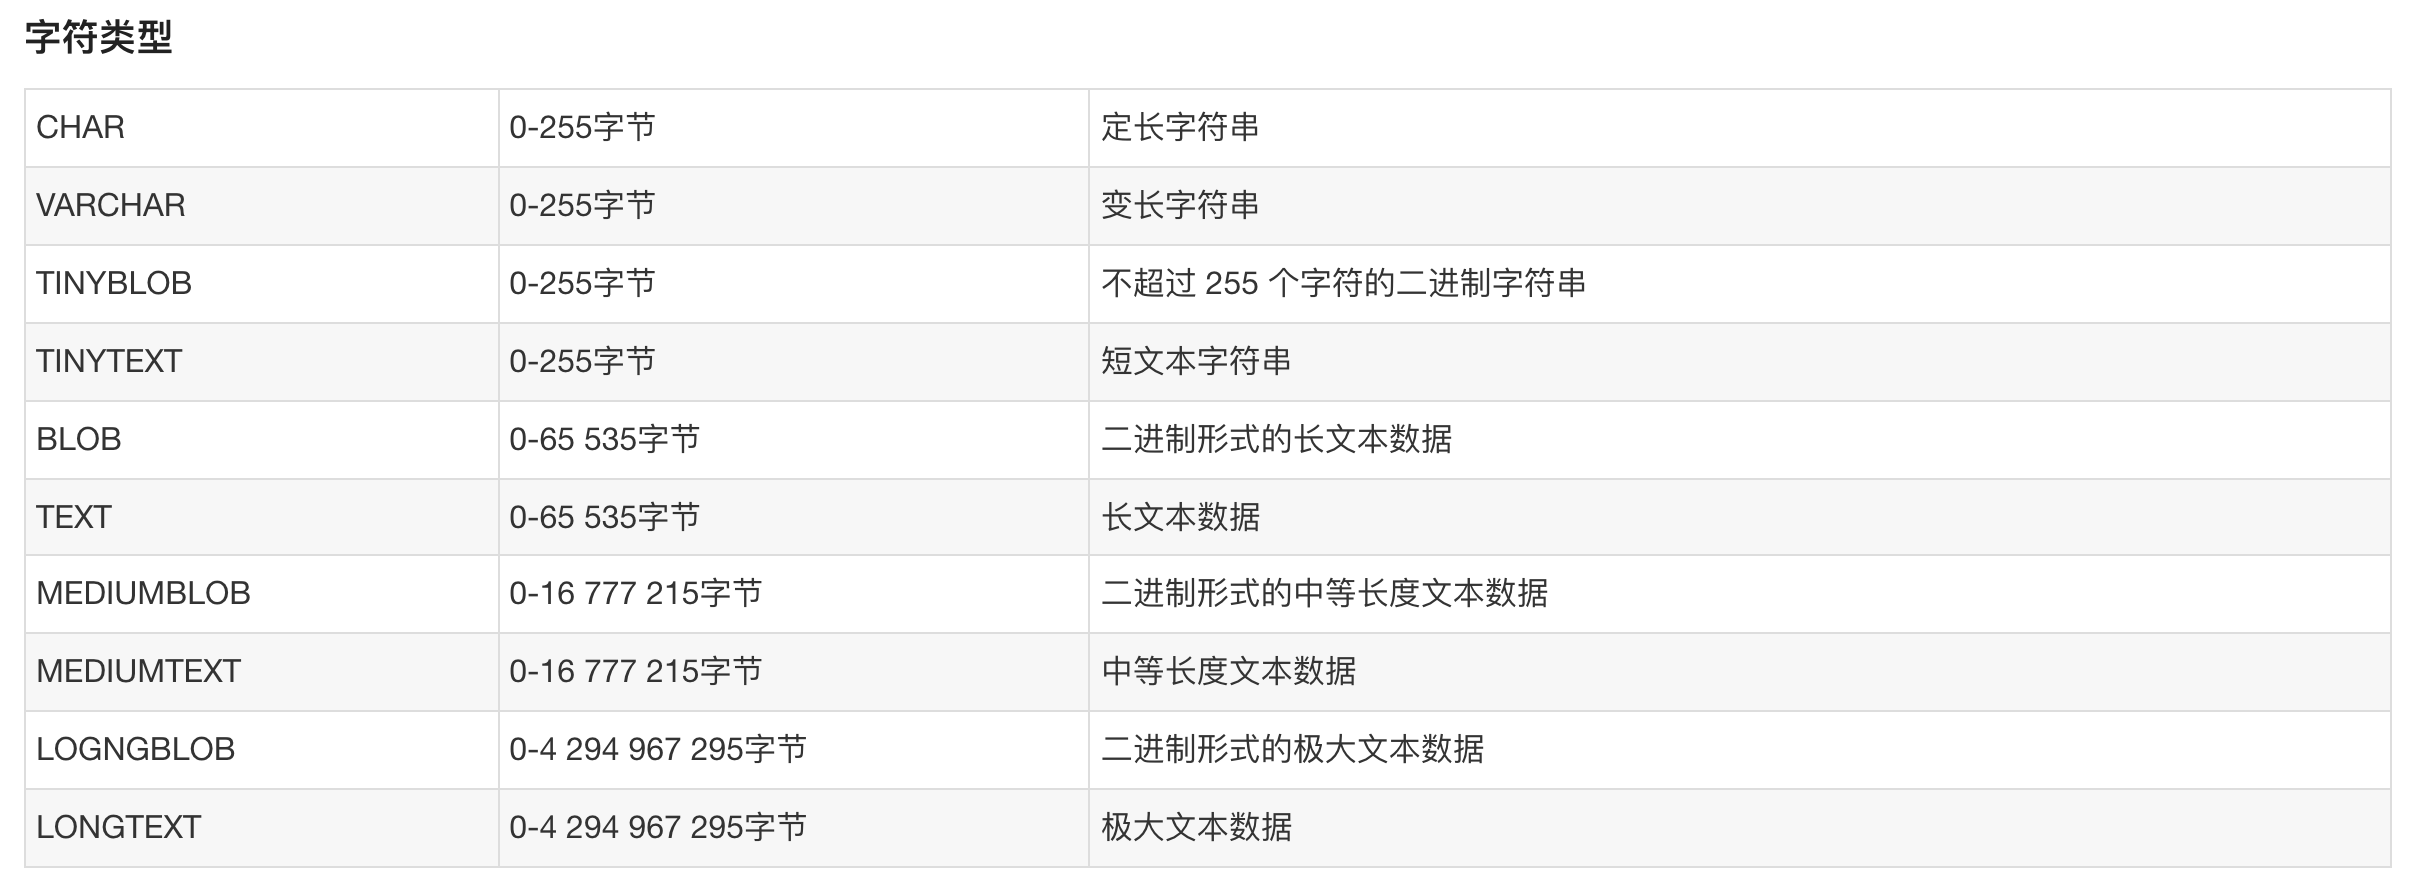 字符类型
CHAR 0-255字节 定长字符串
VARCHAR 0-255字节 变长字符串
TINYBLOB 0-255字节 不超过 255 个字符的二进制字符串
TINYTEXT 0-255字节 短文本字符串
BLOB 0-65 535字节 二进制形式的长文本数据
TEXT 0-65 535字节 长文本数据
MEDIUMBLOB 0-16 777 215字节 二进制形式的中等长度文本数据
MEDIUMTEXT 0-16 777 215字节 中等长度文本数据
LOGNGBLOB 0-4 294 967 295字节 二进制形式的极大文本数据
LONGTEXT 0-4 294 967 295字节 极大文本数据